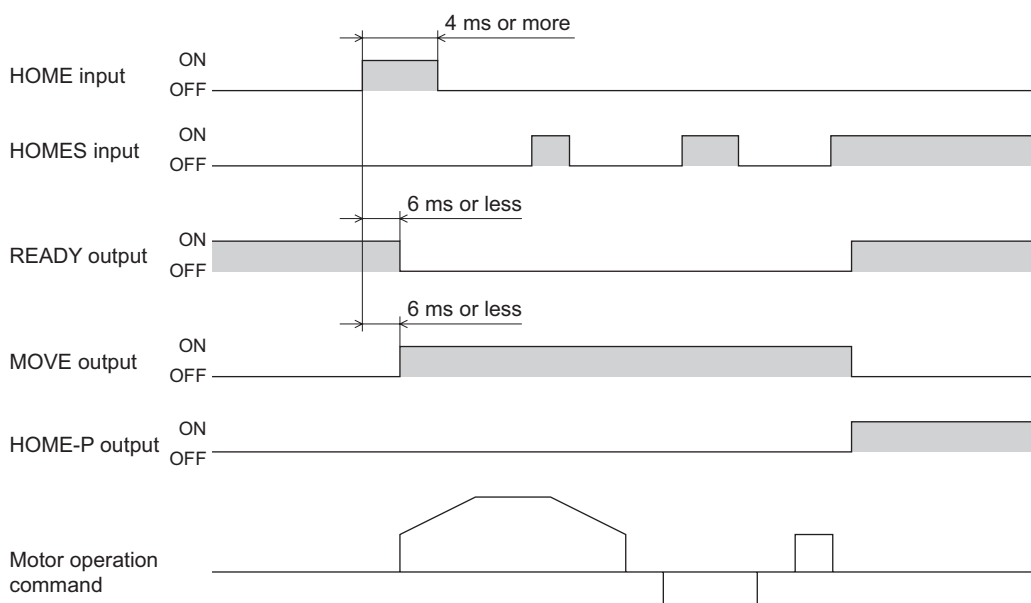 4 ms or more
HOME input
ON
OFF
HOMES input
ON
OFF
6 ms or less
READY output
ON
OFF
6 ms or less
MOVE output
ON
OFF
HOME-P output
ON
OFF
Motor operation
command